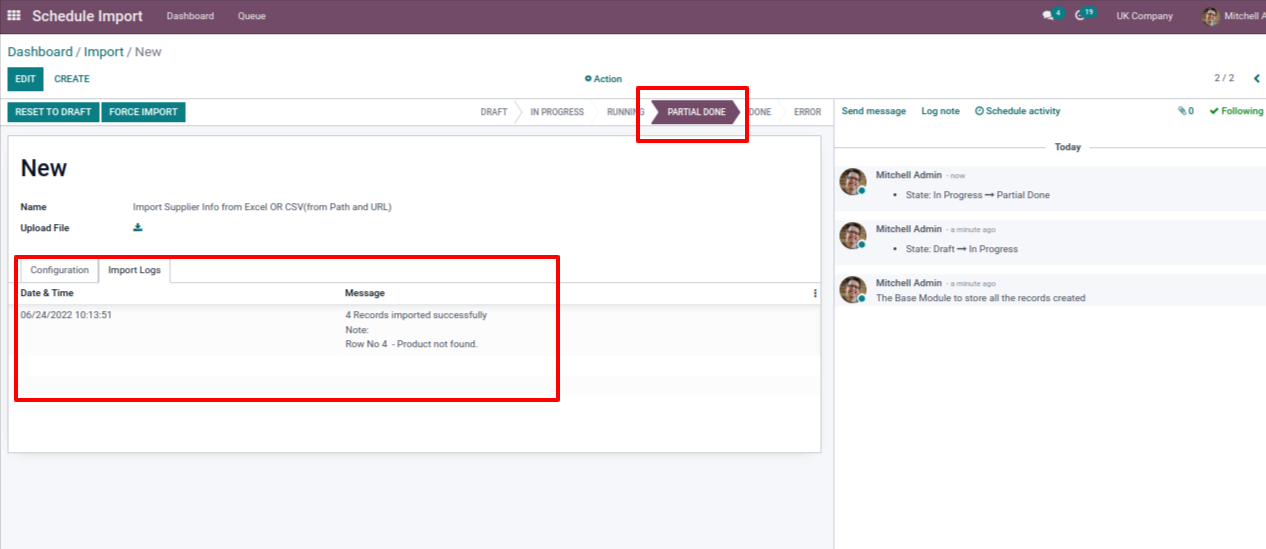 Schedule Import Dashboard Queue 4 19 UK Company Mitchell A
Dashboard / Import / New
EDIT CREATE Action 2 / 2
RESET TO DRAFT FORCE IMPORT DRAFT IN PROGRESS RUNNING PARTIAL DONE DONE ERROR Send message Log note Schedule activity 0 Following
Today
New
Mitchell Admin - now
State: In Progress → Partial Done
Name Import Supplier Info from Excel OR CSV(from Path and URL)
Upload File
Mitchell Admin - a minute ago
State: Draft → In Progress
Configuration Import Logs
Mitchell Admin - a minute ago
The Base Module to store all the records created
Date & Time Message
06/24/2022 10:13:51 4 Records imported successfully
Note:
Row No 4 - Product not found.